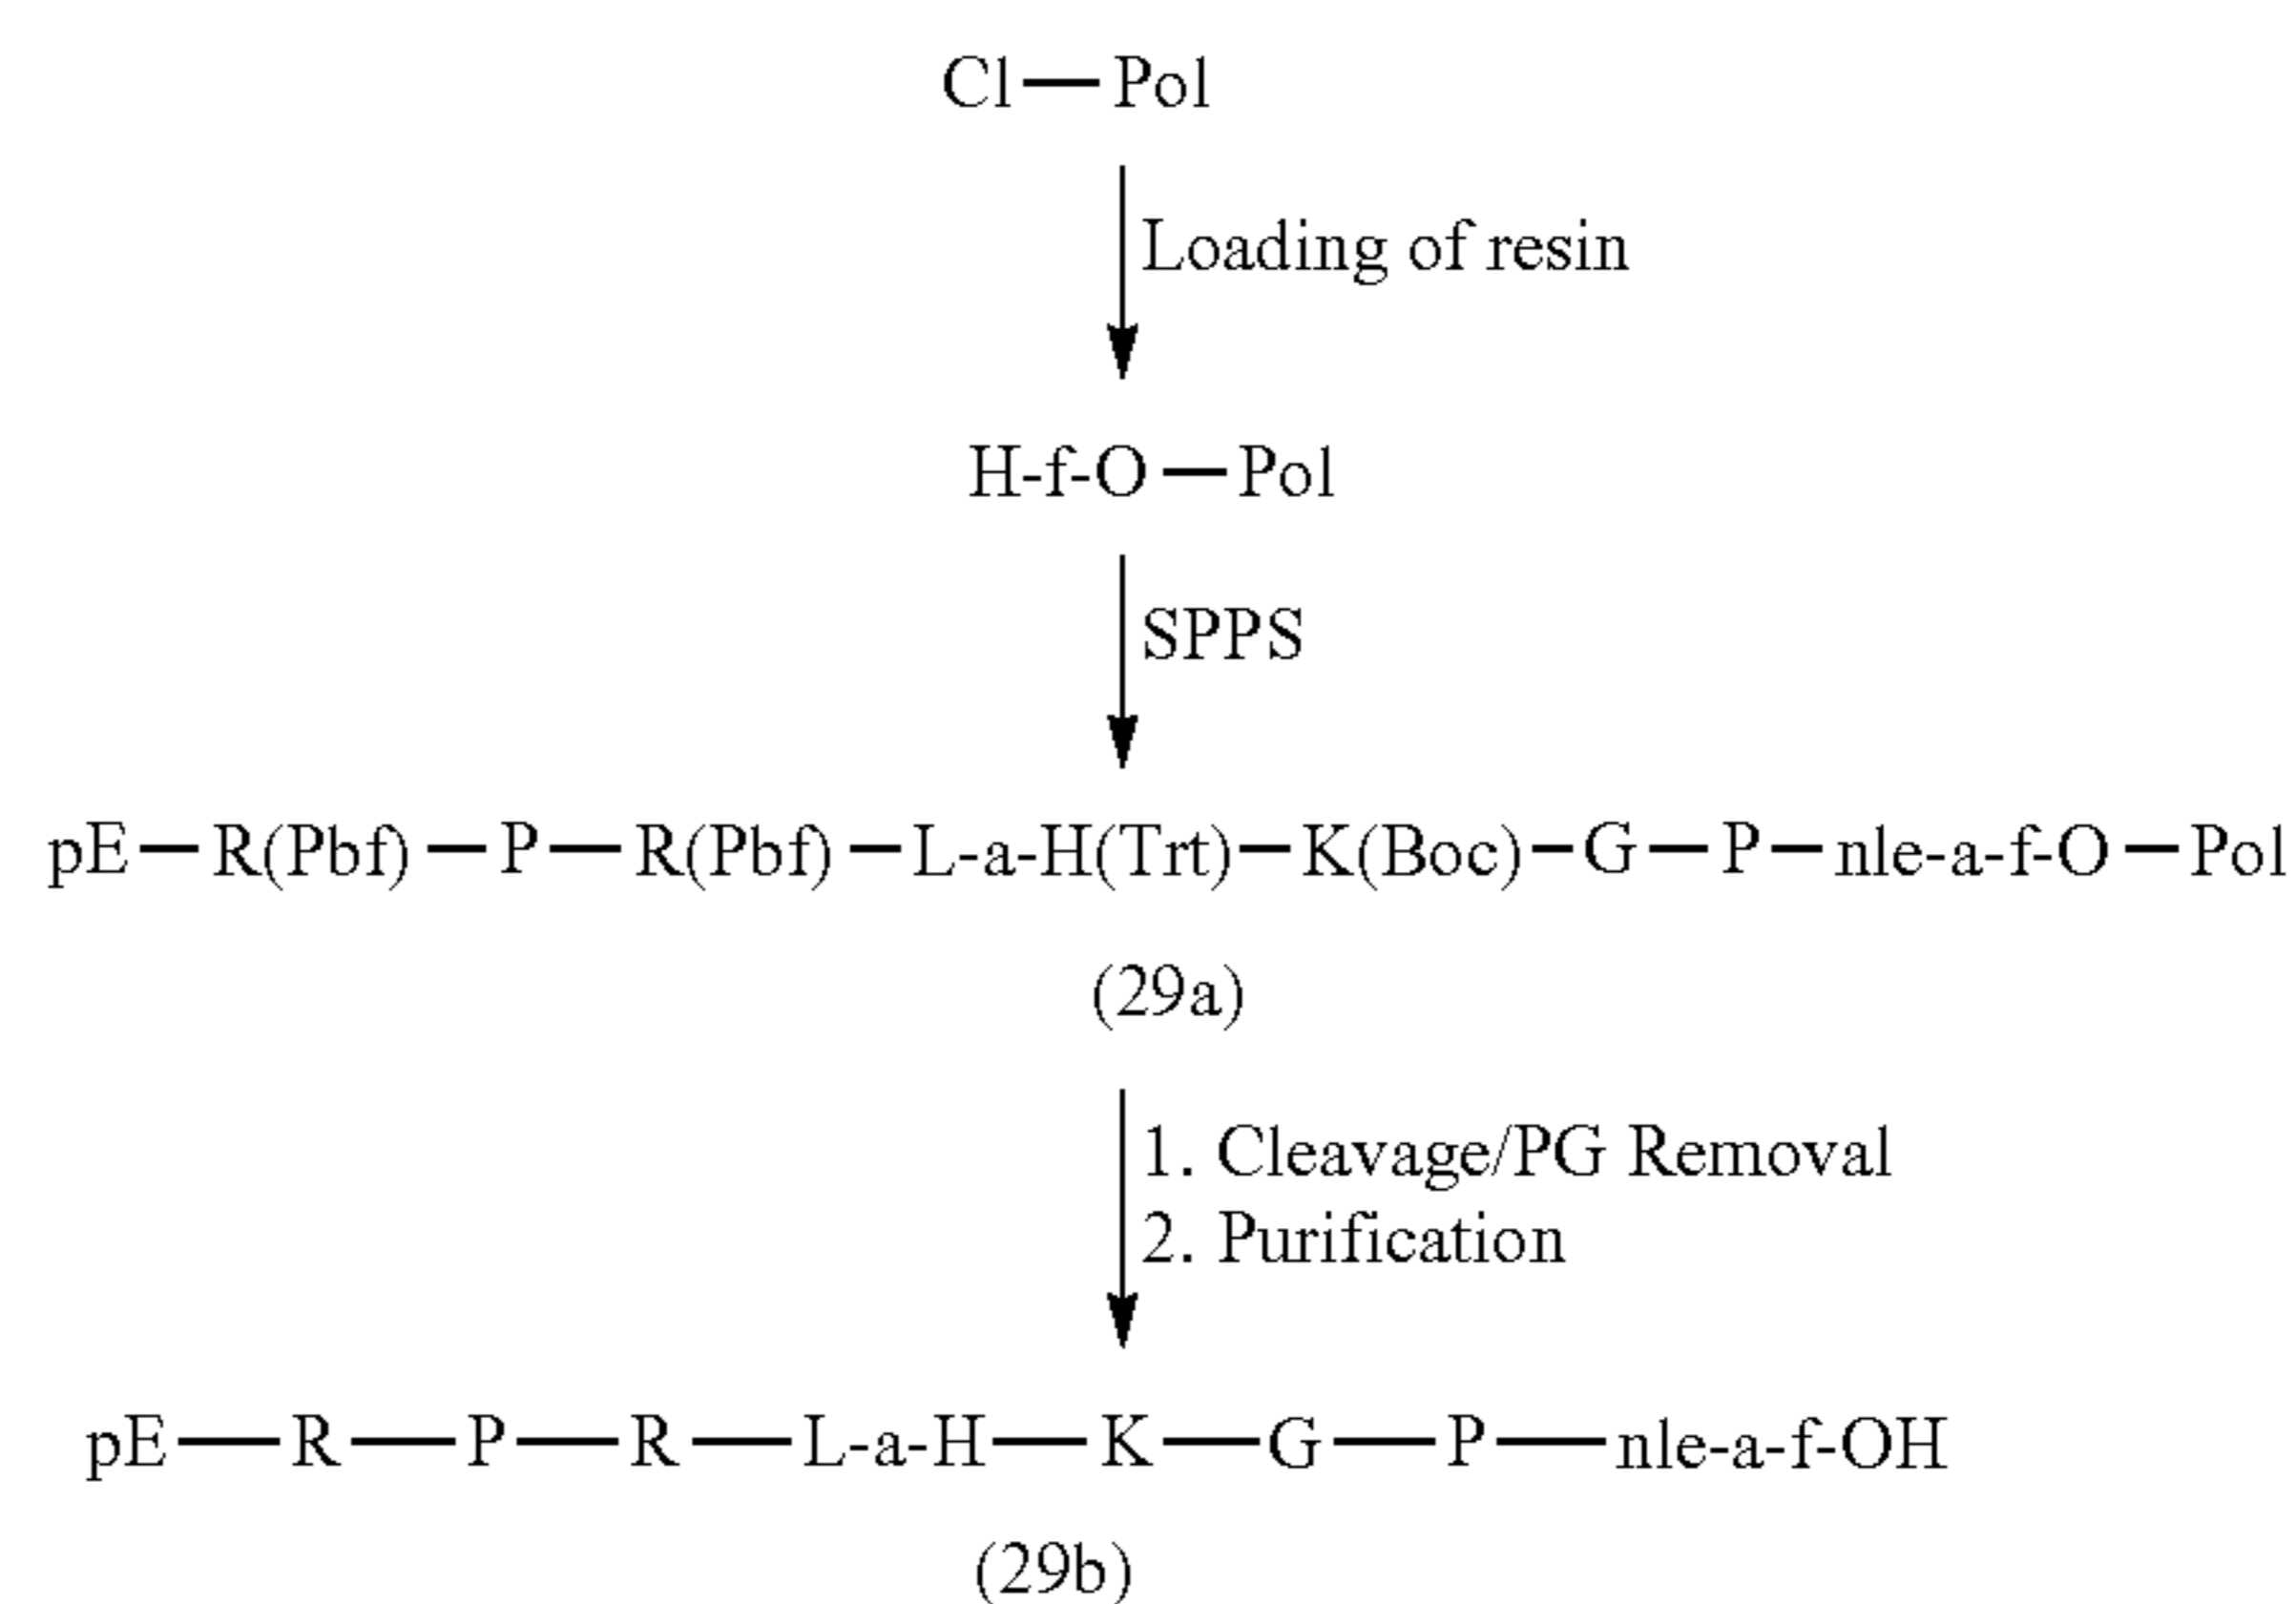 Cl—Pol
Loading of resin
H-f-O—Pol
SPPS
pE—R(Pbf)—P—R(Pbf)—L-a-H(Trt)—K(Boc)—G—P—nle-a-f-O—Pol
(29a)
1. Cleavage/PG Removal
2. Purification
pE—R—P—R—L-a-H—K—G—P—nle-a-f-OH
(29b)